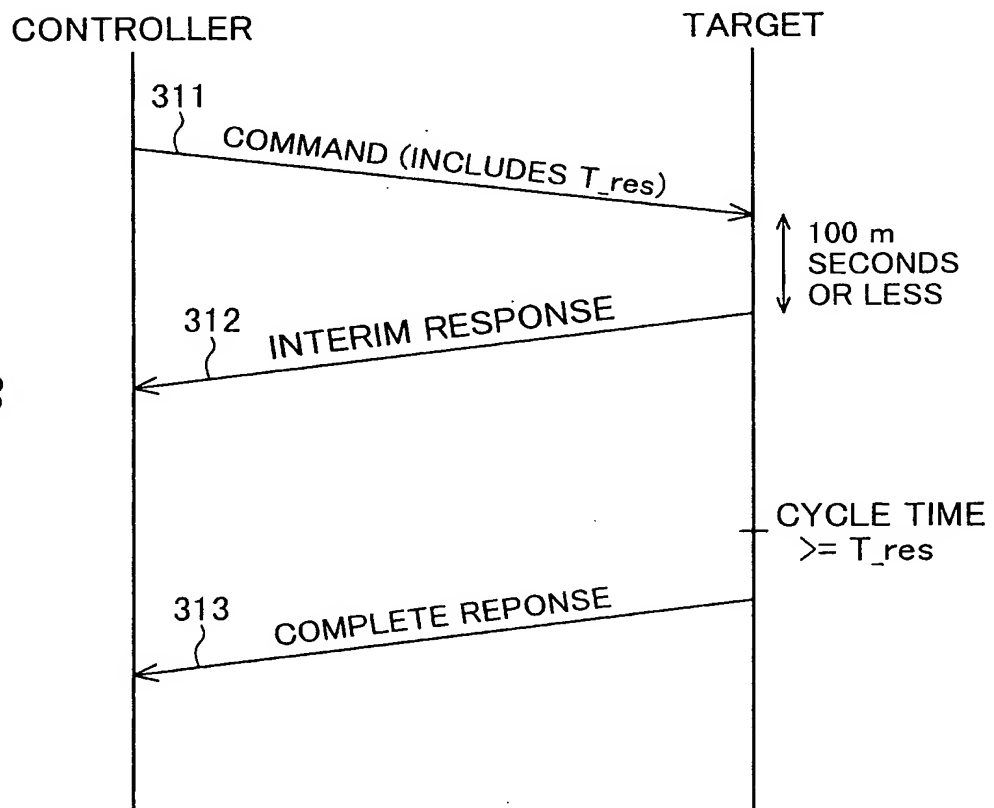 CONTROLLER
TARGET
311
COMMAND (INCLUDES T_res)
100 m
SECONDS
OR LESS
312
INTERIM RESPONSE
CYCLE TIME
>= T_res
313
COMPLETE REPONSE